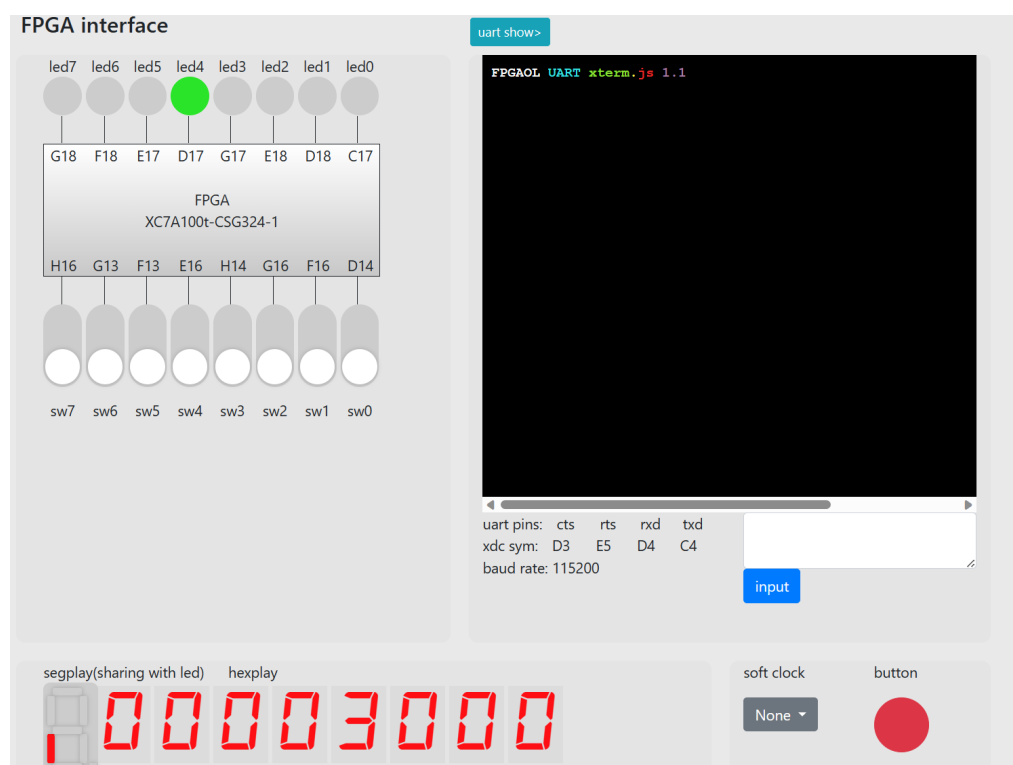 FPGA interface
uart show>
led7 led6 led5 led4 led3 led2 led1 led0
G18 F18 E17 D17 G17 E18 D18 C17
FPGA
XC7A100t-CSG324-1
H16 G13 F13 E16 H14 G16 F16 D14
sw7 sw6 sw5 sw4 sw3 sw2 sw1 sw0
FPGAOL UART xterm.js 1.1
uart pins: cts rts rxd txd
xdc sym: D3 E5 D4 C4
baud rate: 115200
input
segplay(sharing with led) hexplay
00003000
soft clock button
None